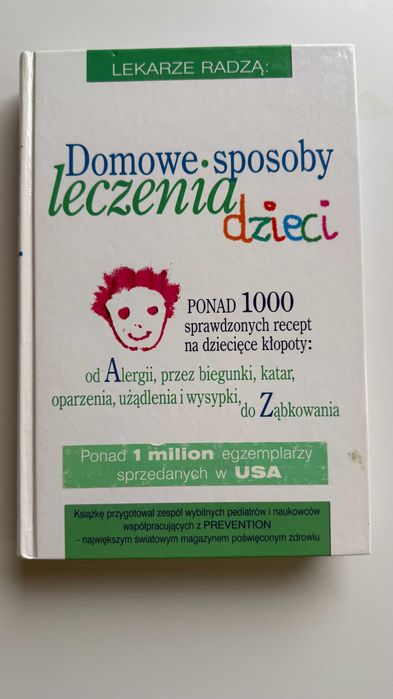 LEKARZE RADZĄ:
Domowe sposoby
leczenia
dzieci
PONAD 1000
sprawdzonych recept
na dziecięce kłopoty:
od Alergii, przez biegunki, katar,
oparzenia, użądlenia i wysypki, do Ząbkowania
Ponad 1 milion egzemplarzy
sprzedanych w USA
Książkę przygotował zespół wybitnych pediatrów i naukowców
współpracujących z PREVENTION
– największym światowym magazynem poświęconym zdrowiu